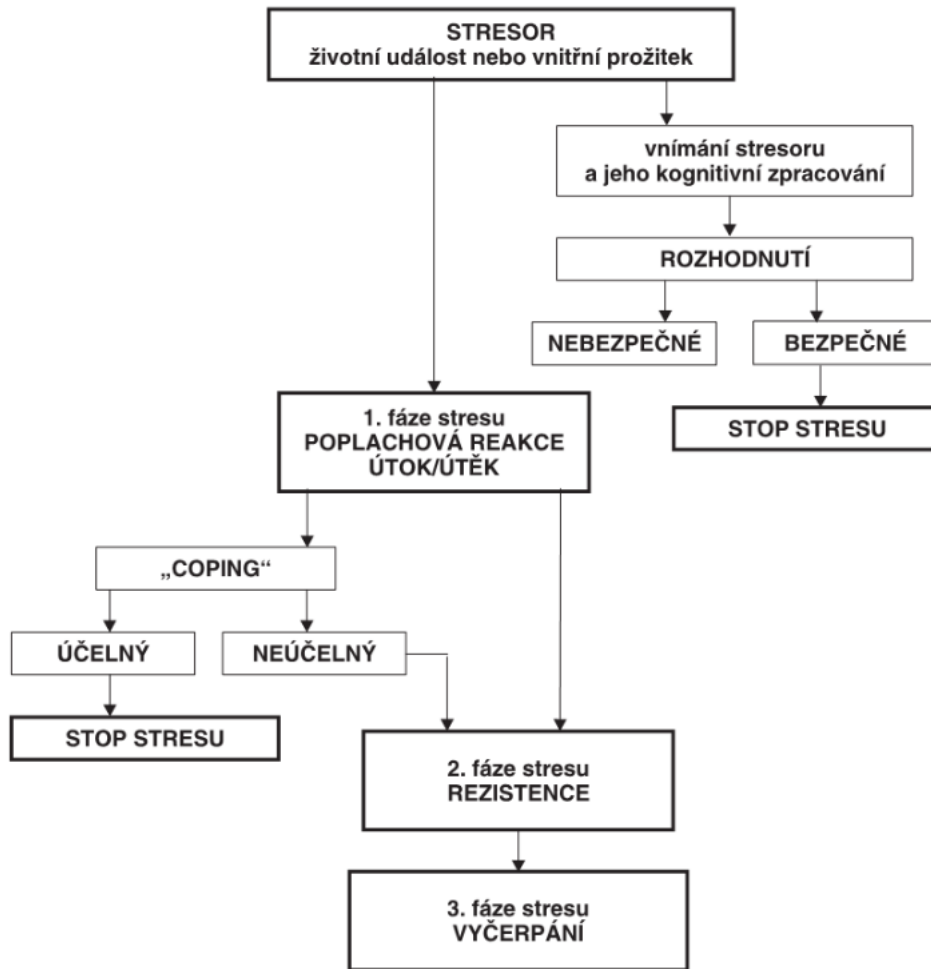 STRESOR
životní událost nebo vnitřní prožitek
vnímání stresoru
a jeho kognitivní zpracování
ROZHODNUTÍ
NEBEZPEČNÉ
BEZPEČNÉ
STOP STRESU
1. fáze stresu
POPLACHOVÁ REAKCE
ÚTOK/ÚTĚK
„COPING“
ÚČELNÝ
NEÚČELNÝ
STOP STRESU
2. fáze stresu
REZISTENCE
3. fáze stresu
VYČERPÁNÍ